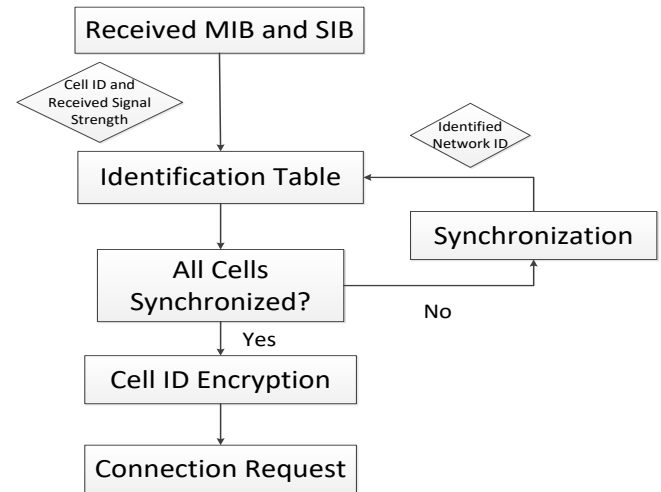 Received MIB and SIB
Cell ID and
Received Signal
Strength
Identified
Network ID
Identification Table
Synchronization
All Cells
Synchronized?
No
Yes
Cell ID Encryption
Connection Request